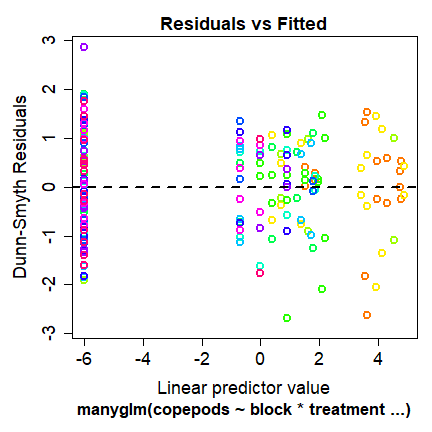 Residuals vs Fitted
Dunn-Smyth Residuals
3
2
1
0
-1
-2
-3
-6 -4 -2 0 2 4
Linear predictor value
manyglm(copepods ~ block * treatment ...)